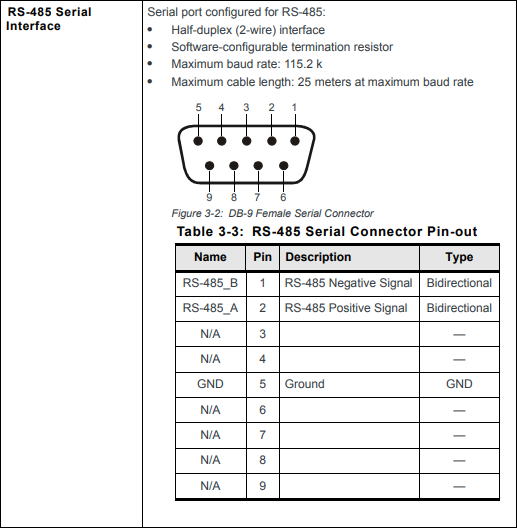 RS-485 Serial
Interface
Serial port configured for RS-485:
• Half-duplex (2-wire) interface
• Software-configurable termination resistor
• Maximum baud rate: 115.2 k
• Maximum cable length: 25 meters at maximum baud rate
5 4 3 2 1
9 8 7 6
Figure 3-2: DB-9 Female Serial Connector
Table 3-3: RS-485 Serial Connector Pin-out
Name Pin Description Type
RS-485_B 1 RS-485 Negative Signal Bidirectional
RS-485_A 2 RS-485 Positive Signal Bidirectional
N/A 3 —
N/A 4 —
GND 5 Ground GND
N/A 6 —
N/A 7 —
N/A 8 —
N/A 9 —